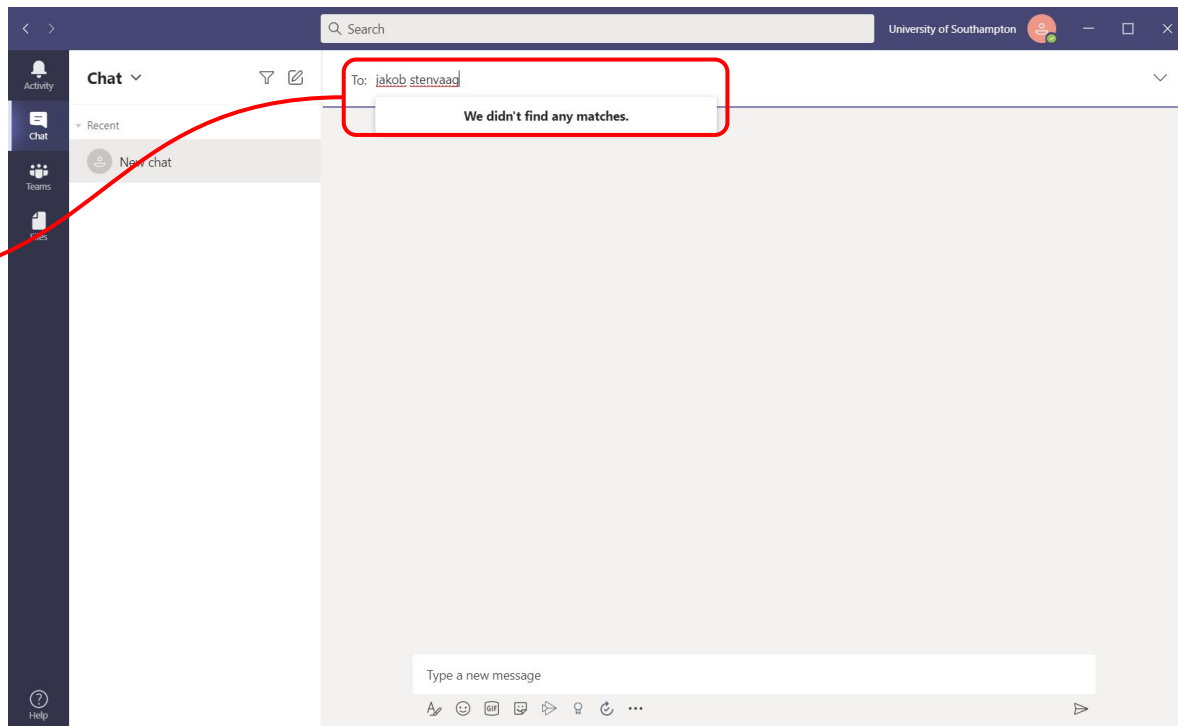 Search
University of Southampton
Activity
Chat
Teams
Files
Help
Chat
Recent
New chat
To: jakob stenvaag
We didn't find any matches.
Type a new message
GIF